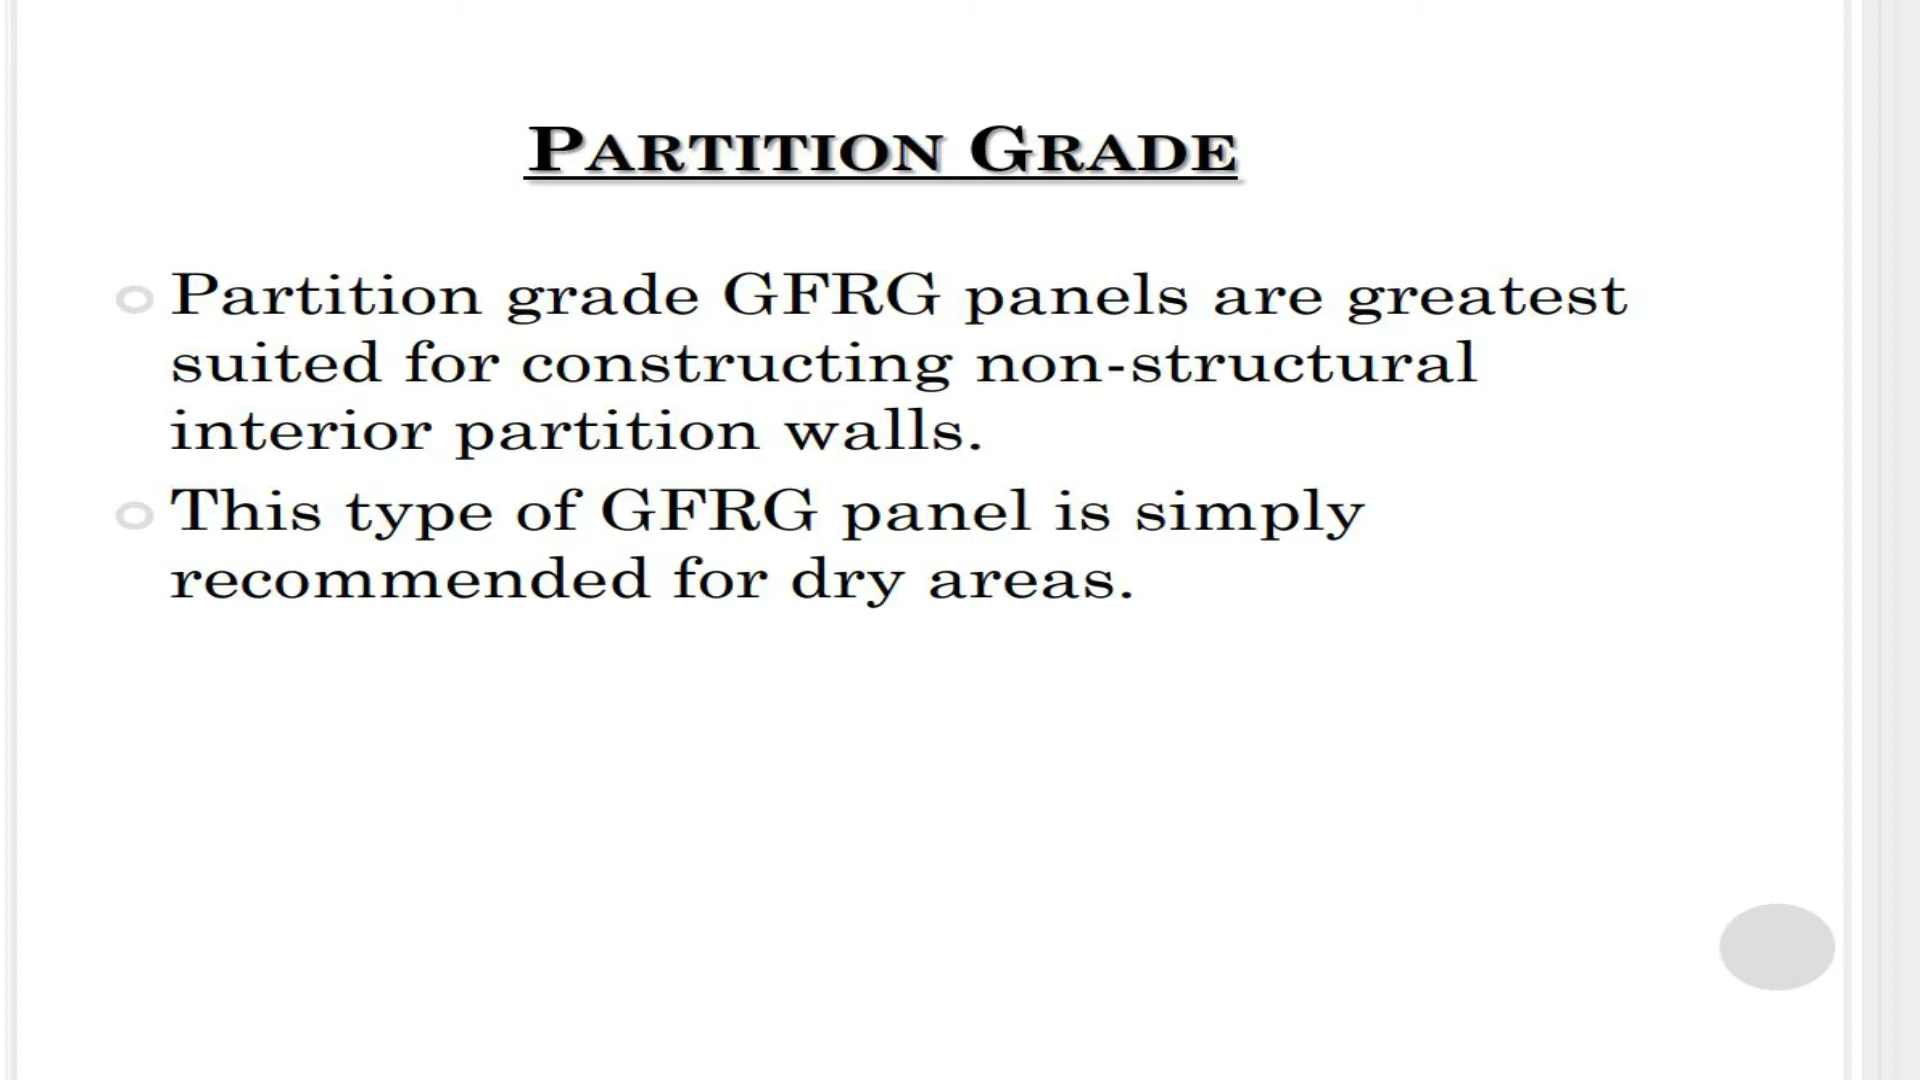 PARTITION GRADE
Partition grade GFRG panels are greatest
suited for constructing non-structural
interior partition walls.
This type of GFRG panel is simply
recommended for dry areas.